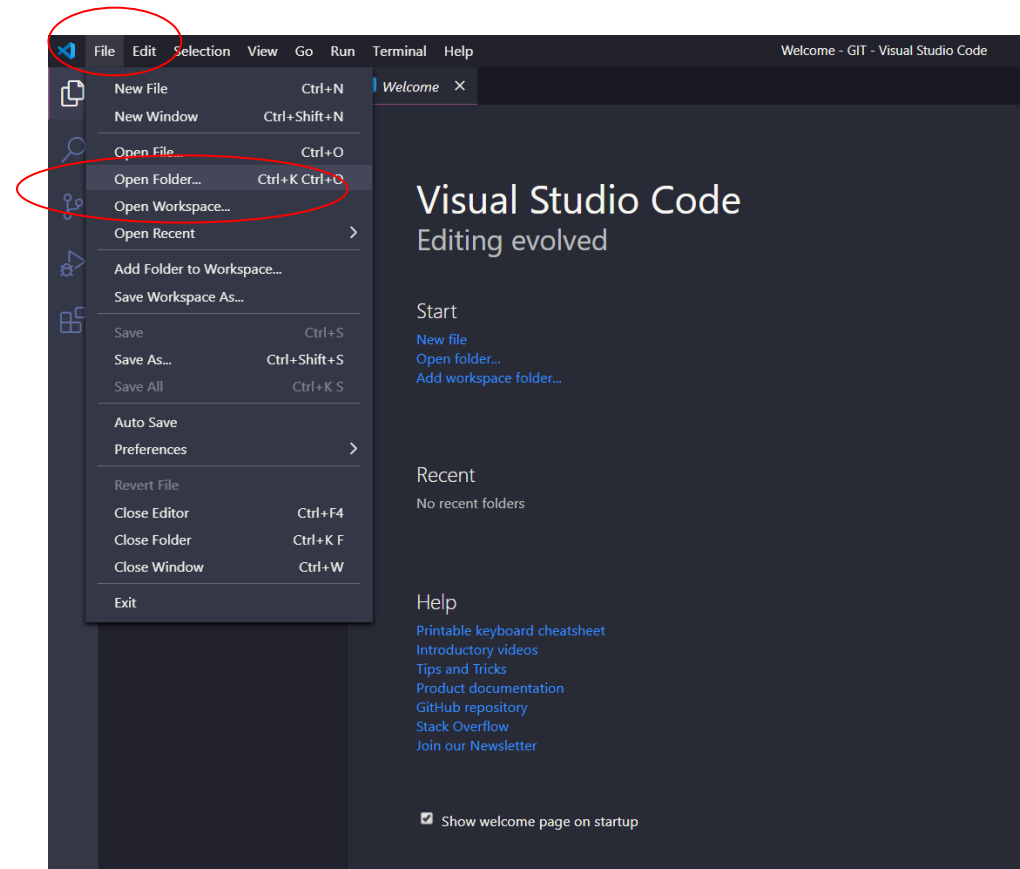 File Edit Selection View Go Run Terminal Help Welcome - GIT - Visual Studio Code
New File Ctrl+N
New Window Ctrl+Shift+N
Open File... Ctrl+O
Open Folder... Ctrl+K Ctrl+O
Open Workspace...
Open Recent
Add Folder to Workspace...
Save Workspace As...
Save Ctrl+S
Save As... Ctrl+Shift+S
Save All Ctrl+K S
Auto Save
Preferences
Revert File
Close Editor Ctrl+F4
Close Folder Ctrl+K F
Close Window Ctrl+W
Exit
Welcome
Visual Studio Code
Editing evolved
Start
New file
Open folder...
Add workspace folder...
Recent
No recent folders
Help
Printable keyboard cheatsheet
Introductory videos
Tips and Tricks
Product documentation
GitHub repository
Stack Overflow
Join our Newsletter
Show welcome page on startup